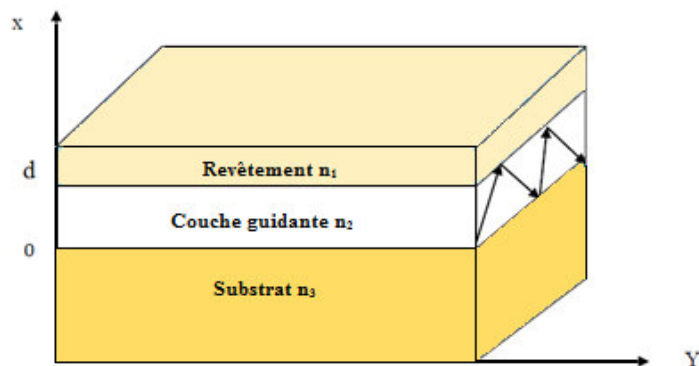 x
Revêtement n₁
d
Couche guidante n₂
0
Substrat n₃
Y